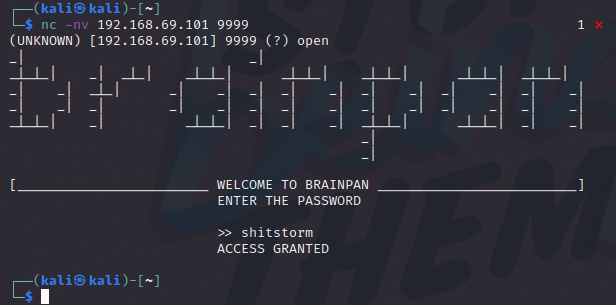 (kali㉿kali)-[~]
$ nc -nv 192.168.69.101 9999
1 ✗
(UNKNOWN) [192.168.69.101] 9999 (?) open
brainpan
[________________________ WELCOME TO BRAINPAN _________________________]
ENTER THE PASSWORD
>> shitstorm
ACCESS GRANTED
(kali㉿kali)-[~]
$